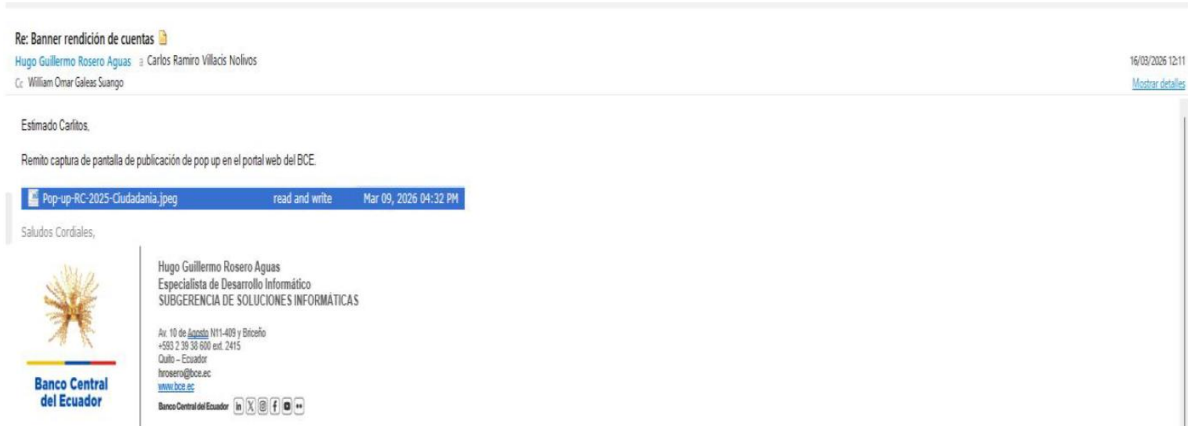 Re: Banner rendición de cuentas
Hugo Guillermo Rosero Aguas a Carlos Ramiro Villacis Nolivos
16/03/2026 12:11
Cc William Omar Galeas Suango
Mostrar detalles
Estimado Carlitos,
Remito captura de pantalla de publicación de pop up en el portal web del BCE.
Pop-up-RC-2025-Ciudadania.jpeg read and write Mar 09, 2026 04:32 PM
Saludos Cordiales,
Hugo Guillermo Rosero Aguas
Especialista de Desarrollo Informático
SUBGERENCIA DE SOLUCIONES INFORMÁTICAS
Av. 10 de Agosto N11-409 y Briceño
+593 2 39 38 600 ext. 2415
Quito – Ecuador
hrosero@bce.ec
www.bce.ec
Banco Central del Ecuador
Banco Central
del Ecuador